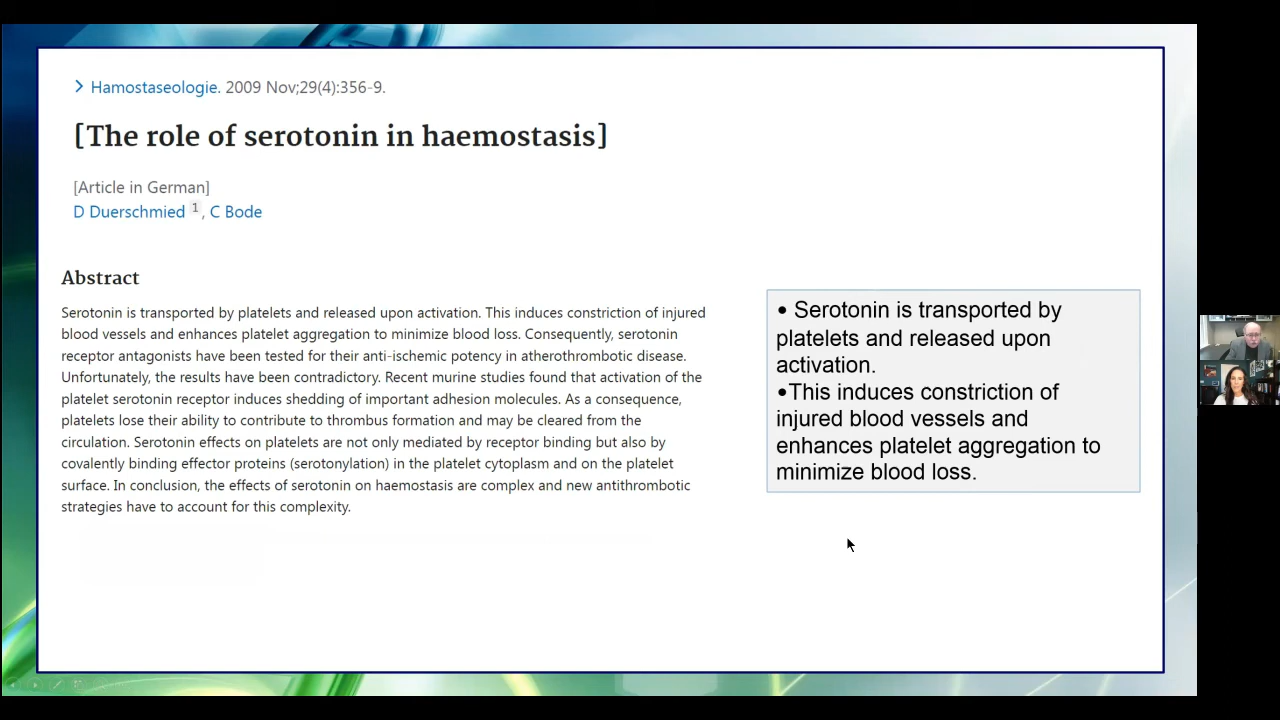 Hamostaseologie. 2009 Nov;29(4):356-9.
[The role of serotonin in haemostasis]
[Article in German]
D Duerschmied 1, C Bode
Abstract
Serotonin is transported by platelets and released upon activation. This induces constriction of injured
blood vessels and enhances platelet aggregation to minimize blood loss. Consequently, serotonin
receptor antagonists have been tested for their anti-ischemic potency in atherothrombotic disease.
Unfortunately, the results have been contradictory. Recent murine studies found that activation of the
platelet serotonin receptor induces shedding of important adhesion molecules. As a consequence,
platelets lose their ability to contribute to thrombus formation and may be cleared from the
circulation. Serotonin effects on platelets are not only mediated by receptor binding but also by
covalently binding effector proteins (serotonylation) in the platelet cytoplasm and on the platelet
surface. In conclusion, the effects of serotonin on haemostasis are complex and new antithrombotic
strategies have to account for this complexity.
• Serotonin is transported by
platelets and released upon
activation.
•This induces constriction of
injured blood vessels and
enhances platelet aggregation to
minimize blood loss.